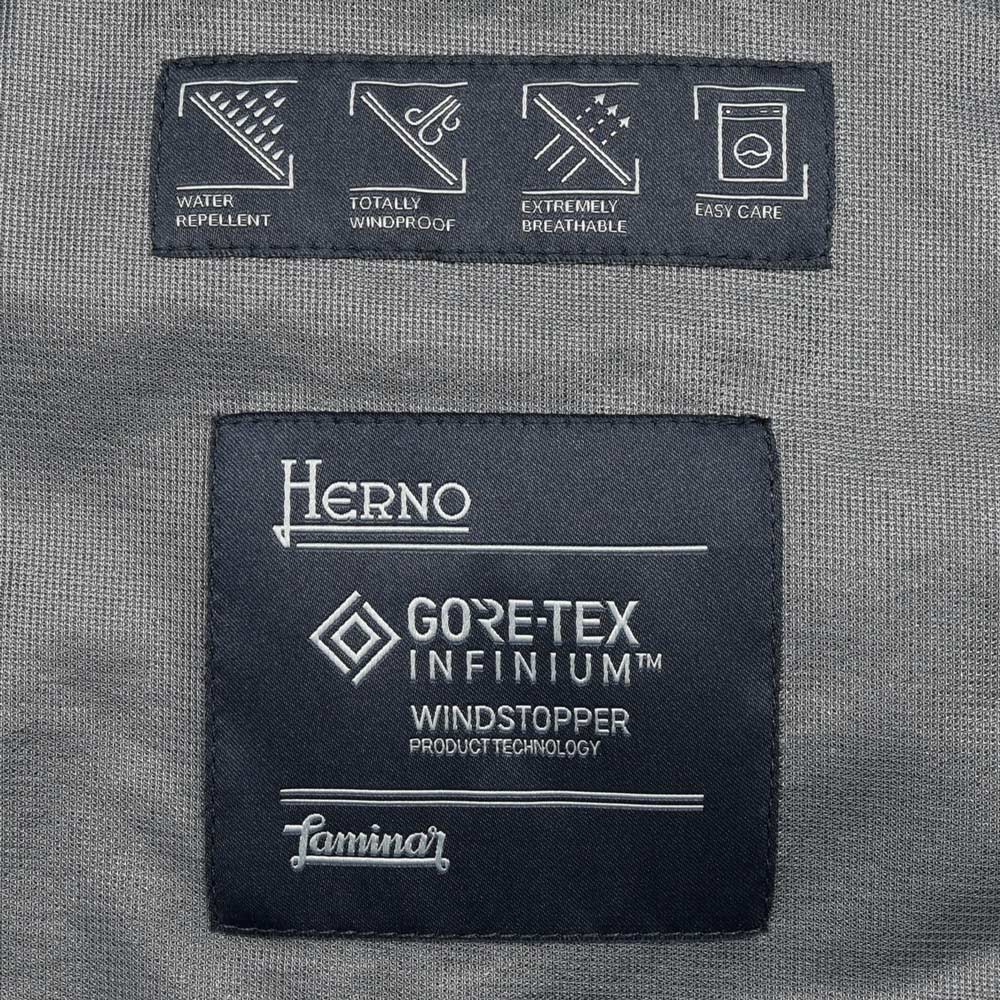 WATER
REPELLENT
TOTALLY
WINDPROOF
EXTREMELY
BREATHABLE
EASY CARE
HERNO
GORE-TEX
INFINIUM™
WINDSTOPPER
PRODUCT TECHNOLOGY
Laminar